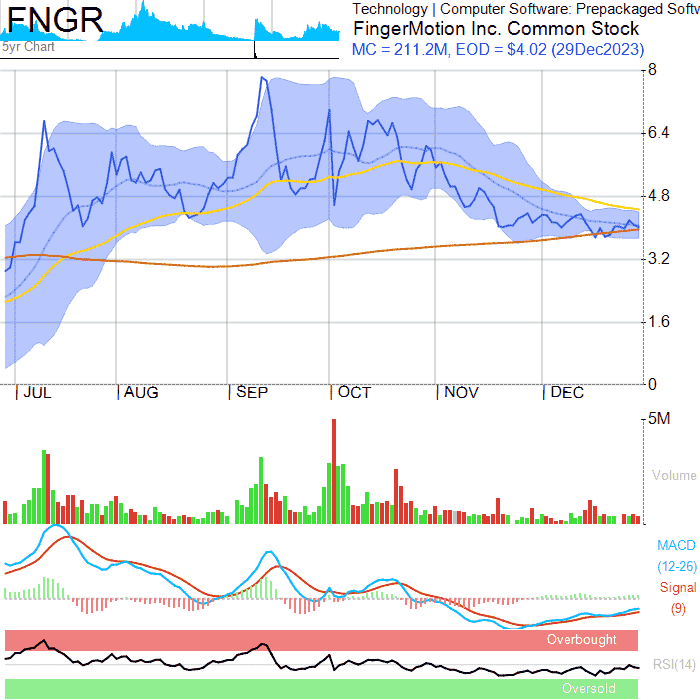 FNGR
Technology | Computer Software: Prepackaged Softw
FingerMotion Inc. Common Stock
5yr Chart
MC = 211.2M, EOD = $4.02 (29Dec2023)
8
6.4
4.8
3.2
1.6
0
| JUL | AUG | SEP | OCT | NOV | DEC
5M
Volume
MACD
(12-26)
Signal
(9)
Overbought
RSI(14)
Oversold